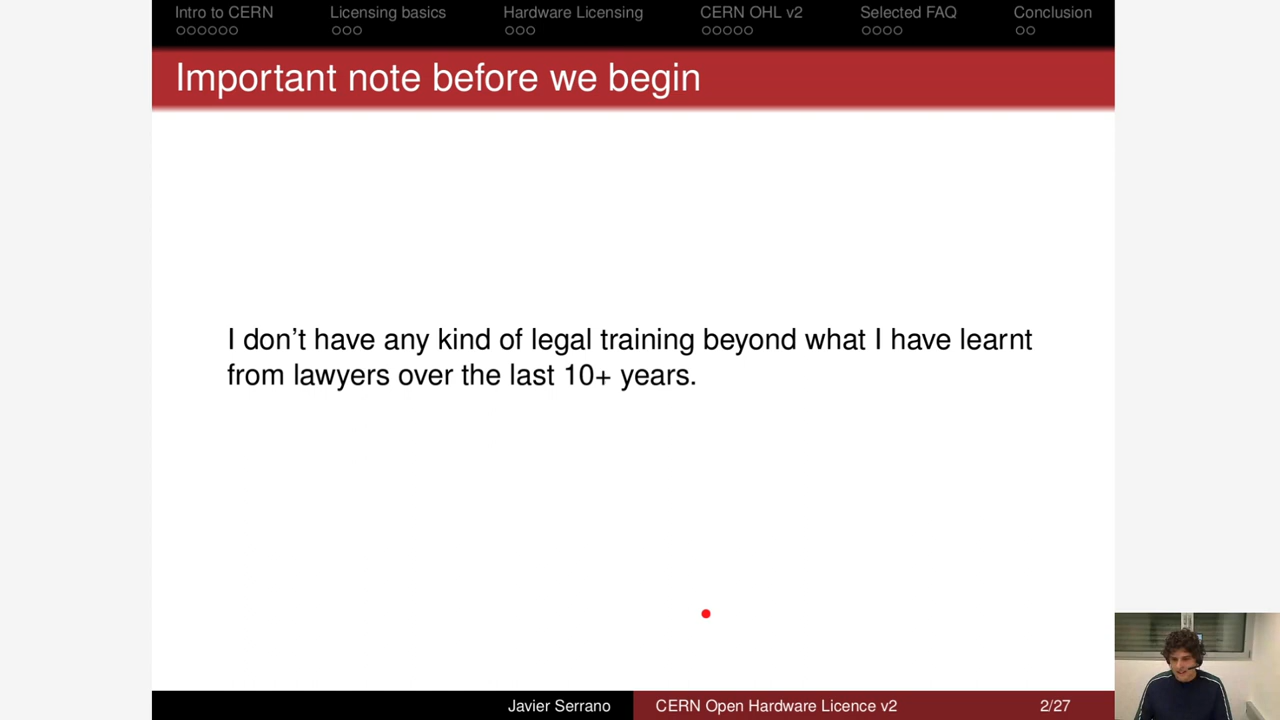 Intro to CERN Licensing basics Hardware Licensing CERN OHL v2 Selected FAQ Conclusion
Important note before we begin
I don't have any kind of legal training beyond what I have learnt
from lawyers over the last 10+ years.
Javier Serrano CERN Open Hardware Licence v2 2/27